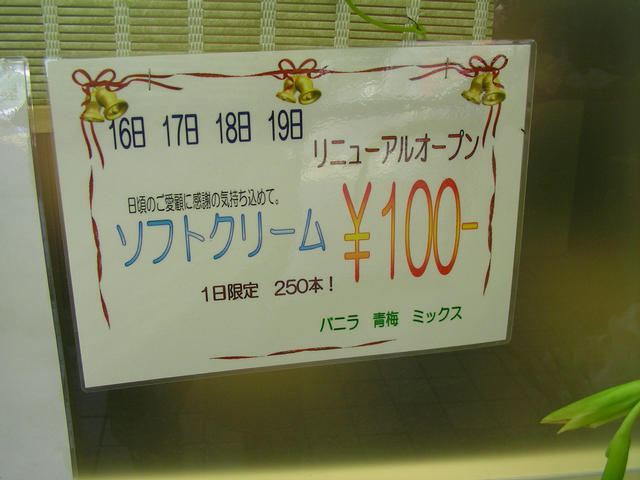 16日 17日 18日 19日
リニューアルオープン
日頃のご愛顧に感謝の気持ち込めて。
ソフトクリーム ¥100-
1日限定 250本!
バニラ 青梅 ミックス